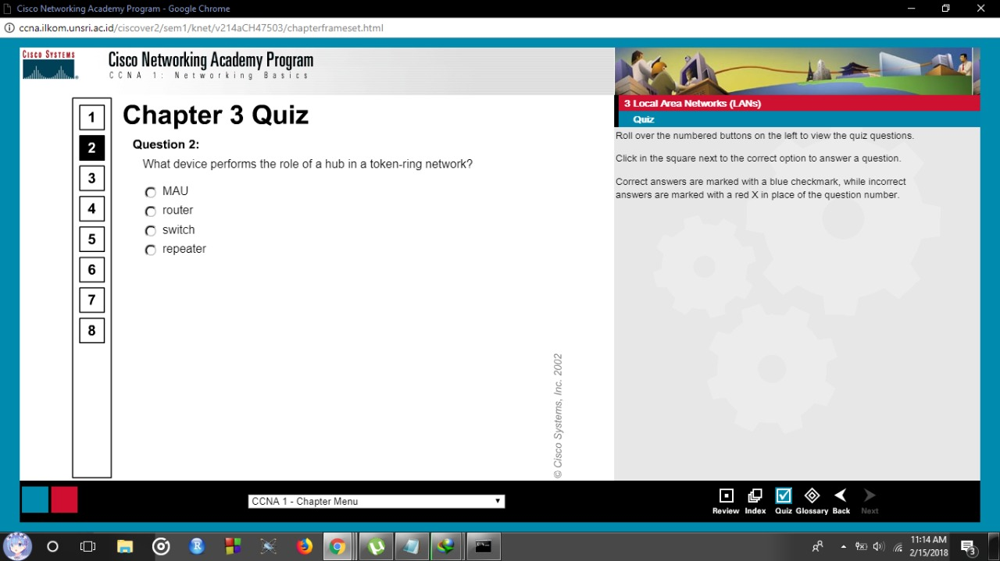 Cisco Networking Academy Program - Google Chrome
ccna.ilkom.unsri.ac.id/ciscover2/sem1/knet/v214aCH47503/chapterframeset.html
CISCO SYSTEMS
Cisco Networking Academy Program
CCNA 1: Networking Basics
3 Local Area Networks (LANs)
Quiz
1
2
3
4
5
6
7
8
Chapter 3 Quiz
Question 2:
What device performs the role of a hub in a token-ring network?
MAU
router
switch
repeater
© Cisco Systems, Inc. 2002
Roll over the numbered buttons on the left to view the quiz questions.
Click in the square next to the correct option to answer a question.
Correct answers are marked with a blue checkmark, while incorrect
answers are marked with a red X in place of the question number.
CCNA 1 - Chapter Menu
Review Index Quiz Glossary Back Next
R
11:14 AM
2/15/2018
3